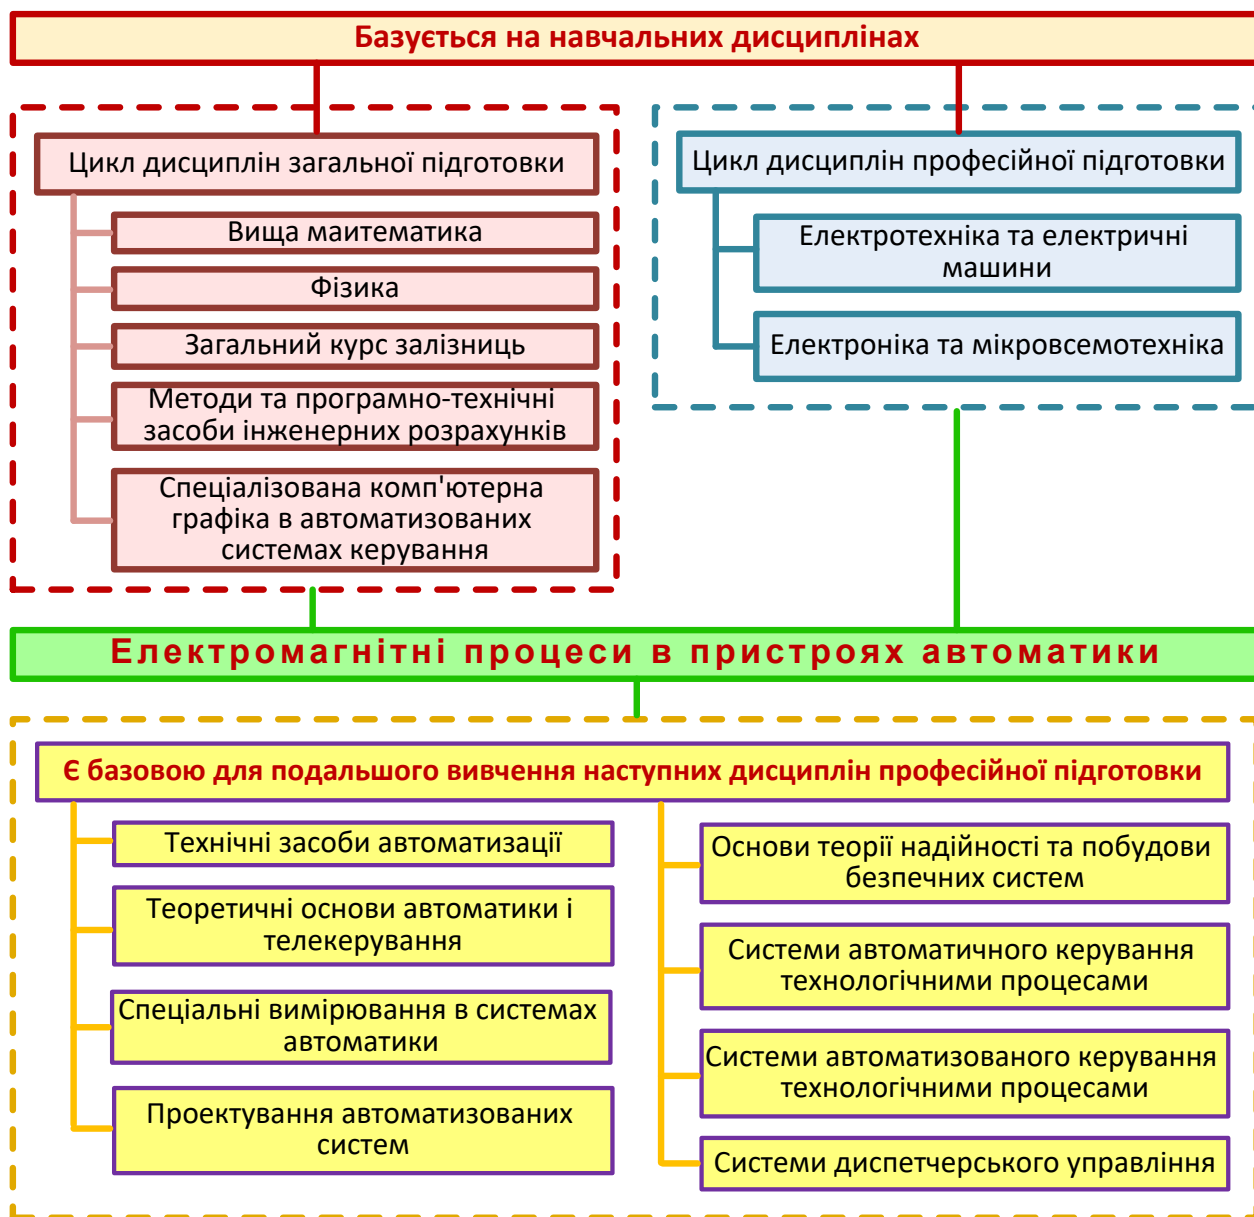 Базується на навчальних дисциплінах
Цикл дисциплін загальної підготовки
Вища маитематика
Фізика
Загальний курс залізниць
Методи та програмно-технічні
засоби інженерних розрахунків
Спеціалізована комп'ютерна
графіка в автоматизованих
системах керування
Цикл дисциплін професійної підготовки
Електротехніка та електричні
машини
Електроніка та мікровсемотехніка
Електромагнітні процеси в пристроях автоматики
Є базовою для подальшого вивчення наступних дисциплін професійної підготовки
Технічні засоби автоматизації
Теоретичні основи автоматики і
телекерування
Спеціальні вимірювання в системах
автоматики
Проектування автоматизованих
систем
Основи теорії надійності та побудови
безпечних систем
Системи автоматичного керування
технологічними процесами
Системи автоматизованого керування
технологічними процесами
Системи диспетчерського управління